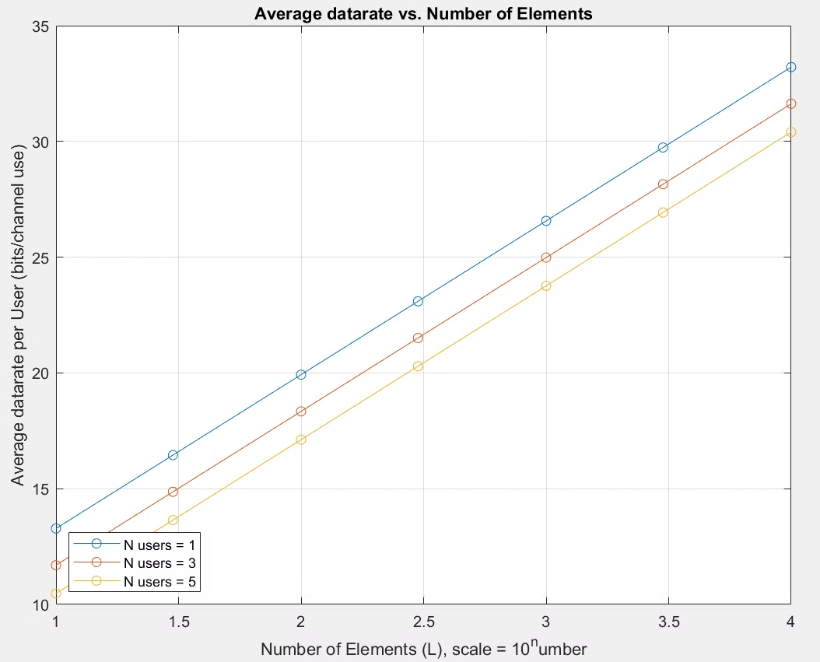 Average datarate vs. Number of Elements
Average datarate per User (bits/channel use)
35
30
25
20
15
10
N users = 1
N users = 3
N users = 5
1 1.5 2 2.5 3 3.5 4
Number of Elements (L), scale = 10ⁿumber